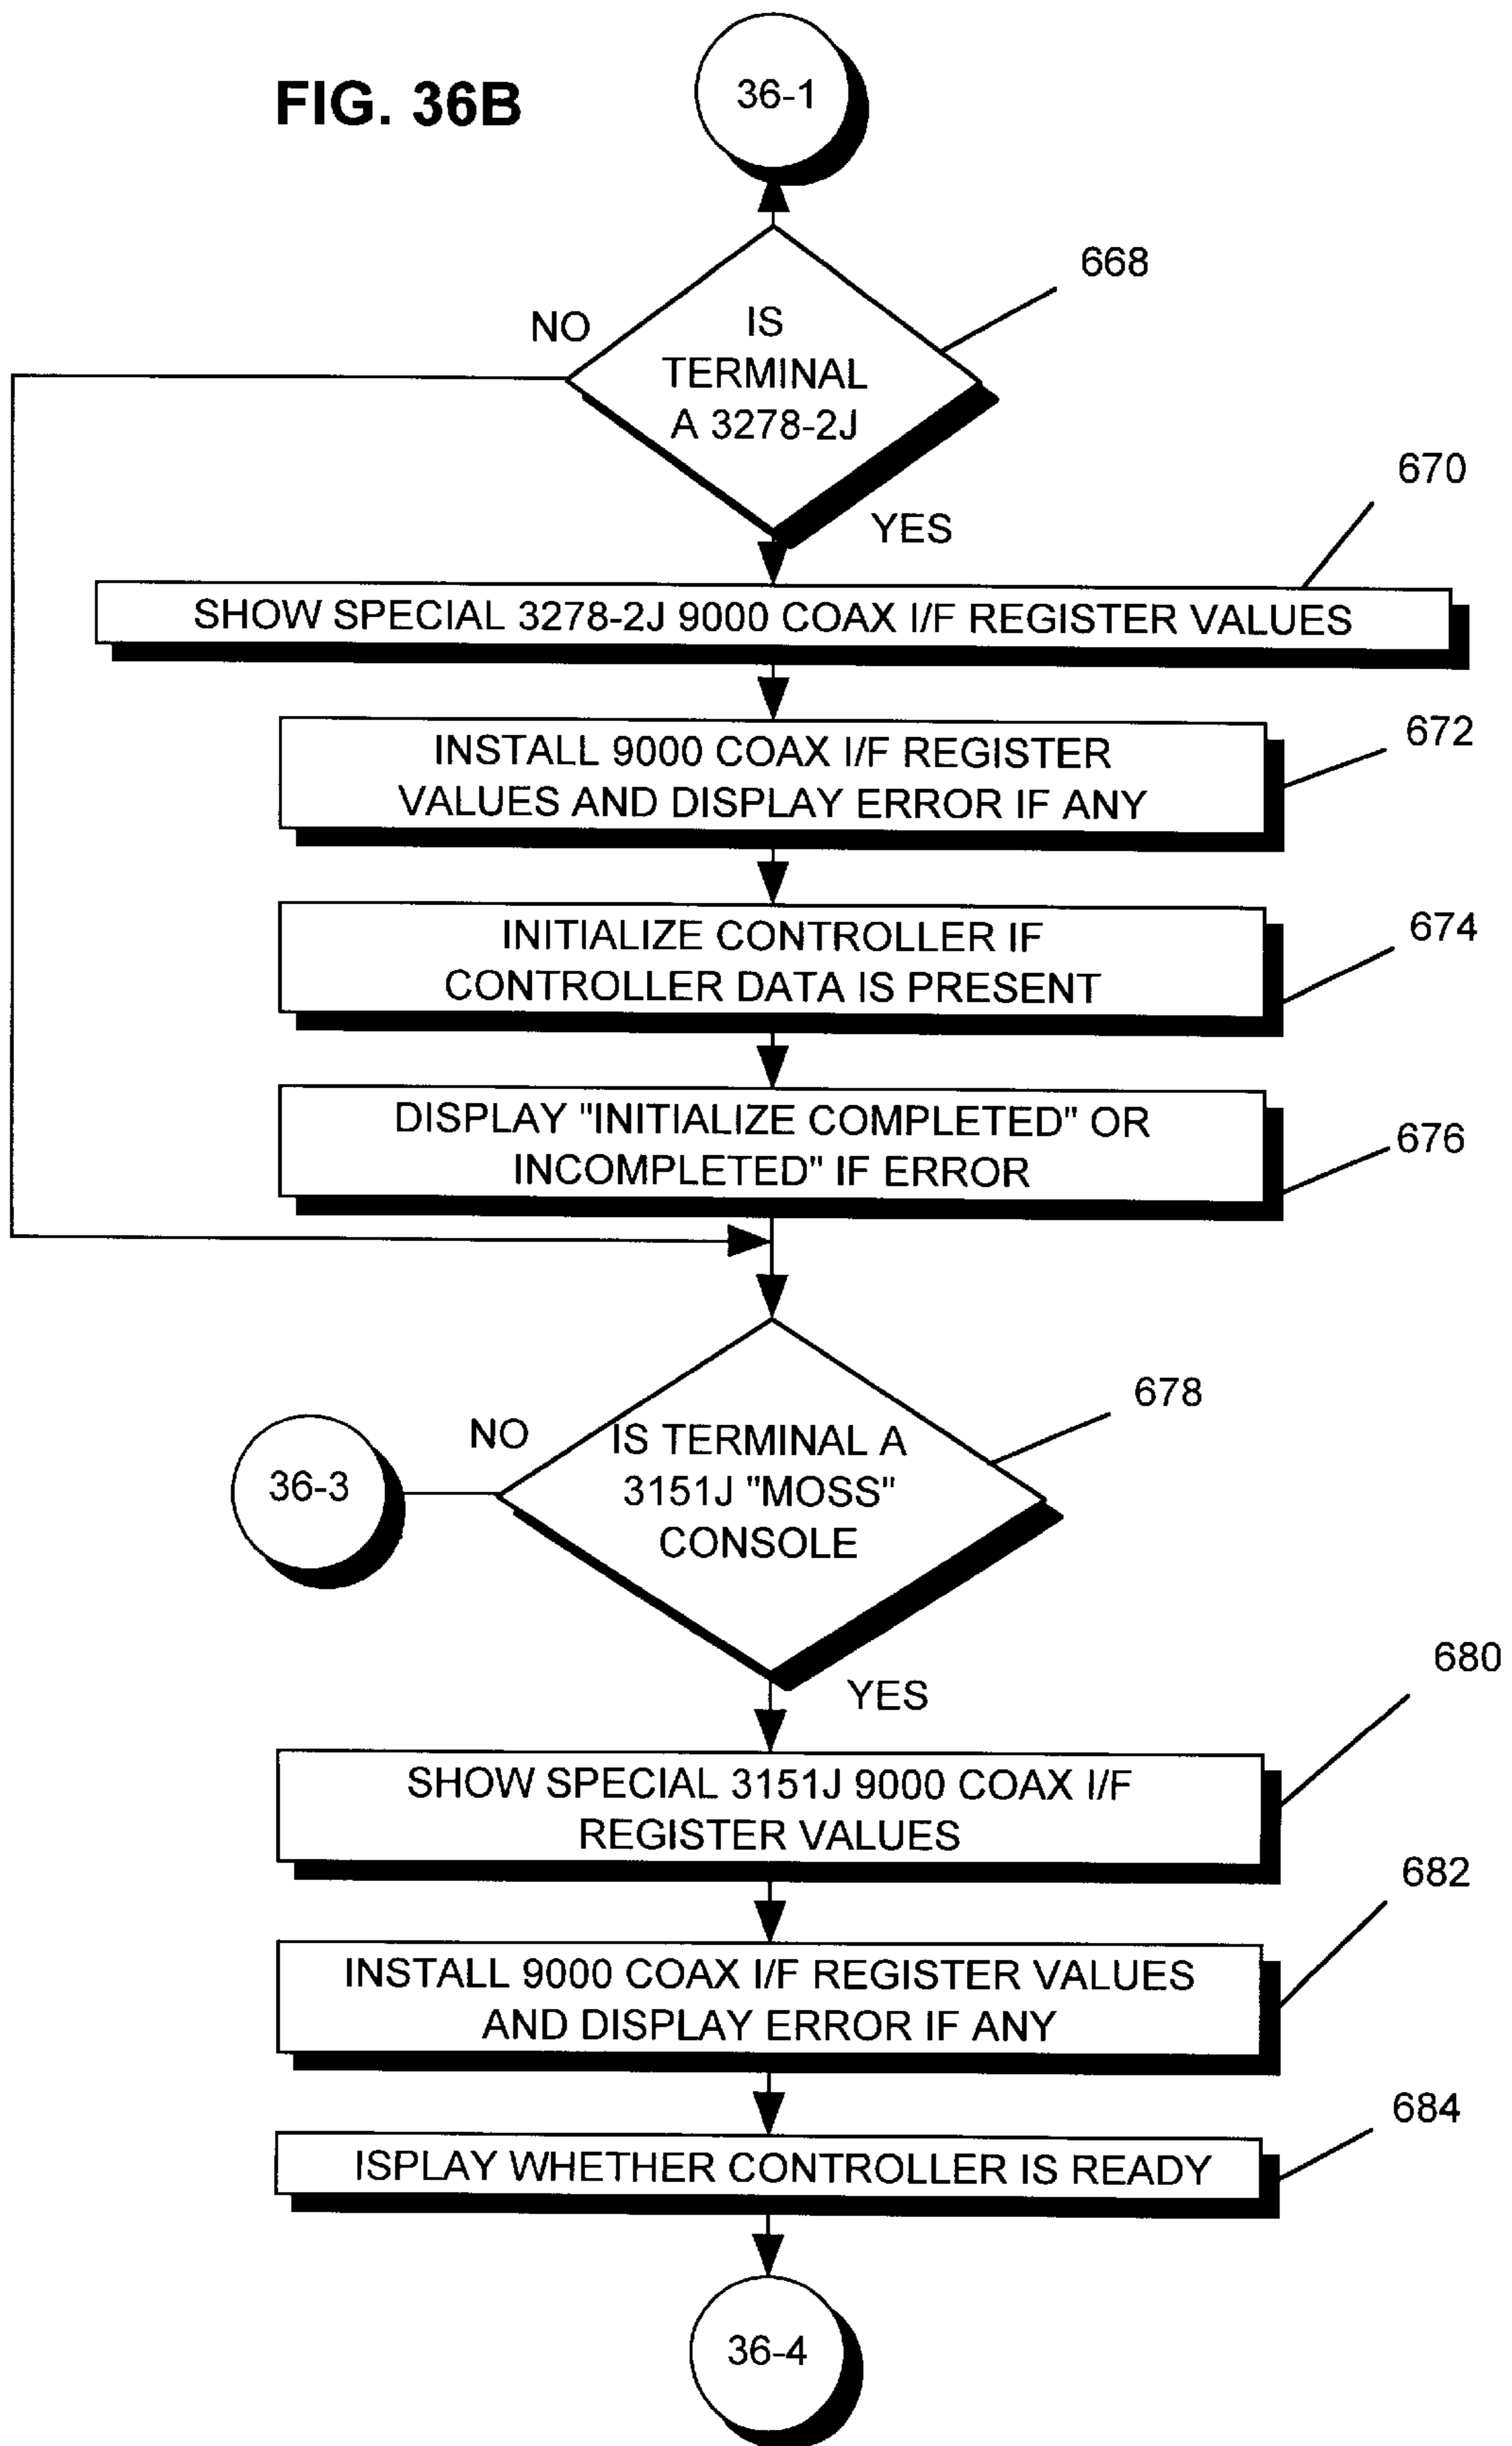 FIG. 36B
36-1
668
NO
IS
TERMINAL
A 3278-2J
670
YES
SHOW SPECIAL 3278-2J 9000 COAX I/F REGISTER VALUES
672
INSTALL 9000 COAX I/F REGISTER
VALUES AND DISPLAY ERROR IF ANY
674
INITIALIZE CONTROLLER IF
CONTROLLER DATA IS PRESENT
676
DISPLAY "INITIALIZE COMPLETED" OR
INCOMPLETED" IF ERROR
678
NO
36-3
IS TERMINAL A
3151J "MOSS"
CONSOLE
680
YES
SHOW SPECIAL 3151J 9000 COAX I/F
REGISTER VALUES
682
INSTALL 9000 COAX I/F REGISTER VALUES
AND DISPLAY ERROR IF ANY
684
ISPLAY WHETHER CONTROLLER IS READY
36-4